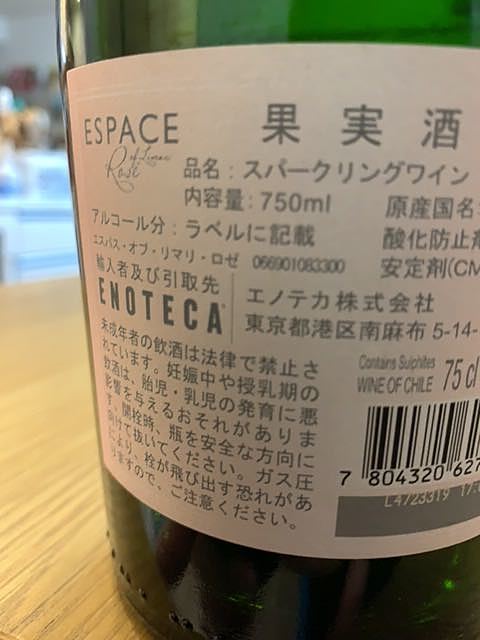 ESPACE
of Limari
Rosé
果実酒
品名：スパークリングワイン
内容量：750ml
原産国名
アルコール分：ラベルに記載
酸化防止剤
エスパス・オブ・リマリ・ロゼ 066901083300
安定剤(CM
輸入者及び引取先
ENOTECA
エノテカ株式会社
東京都港区南麻布 5-14-
未成年者の飲酒は法律で禁止さ
れています。妊娠中や授乳期の
飲酒は、胎児・乳児の発育に悪
影響を与えるおそれがありま
す。開栓時、瓶を安全な方向に
向けて抜いてください。ガス圧
により、栓が飛び出す恐れがあ
りますので、ご注意ください。
Contains Sulphites
WINE OF CHILE 75 cl
7 804320 627
L4723319 17: